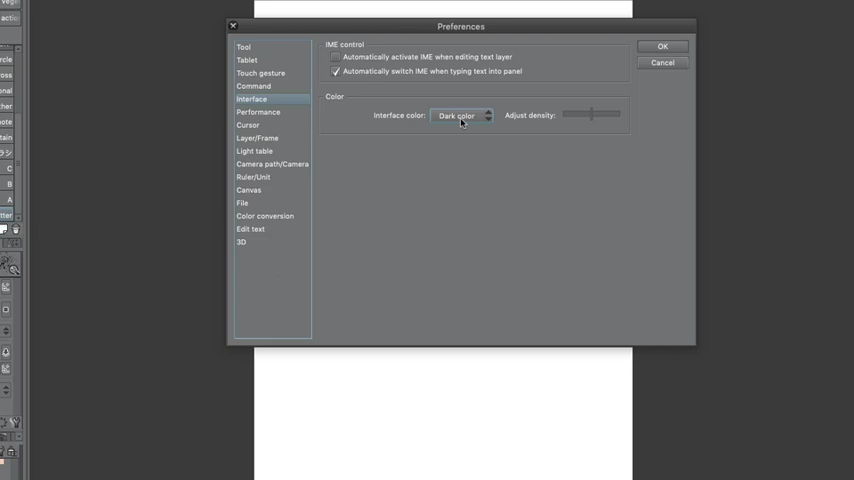 Preferences
Tool
Tablet
Touch gesture
Command
Interface
Performance
Cursor
Layer/Frame
Light table
Camera path/Camera
Ruler/Unit
Canvas
File
Color conversion
Edit text
3D
IME control
Automatically activate IME when editing text layer
Automatically switch IME when typing text into panel
Color
Interface color: Dark color Adjust density:
OK
Cancel
C
B
A